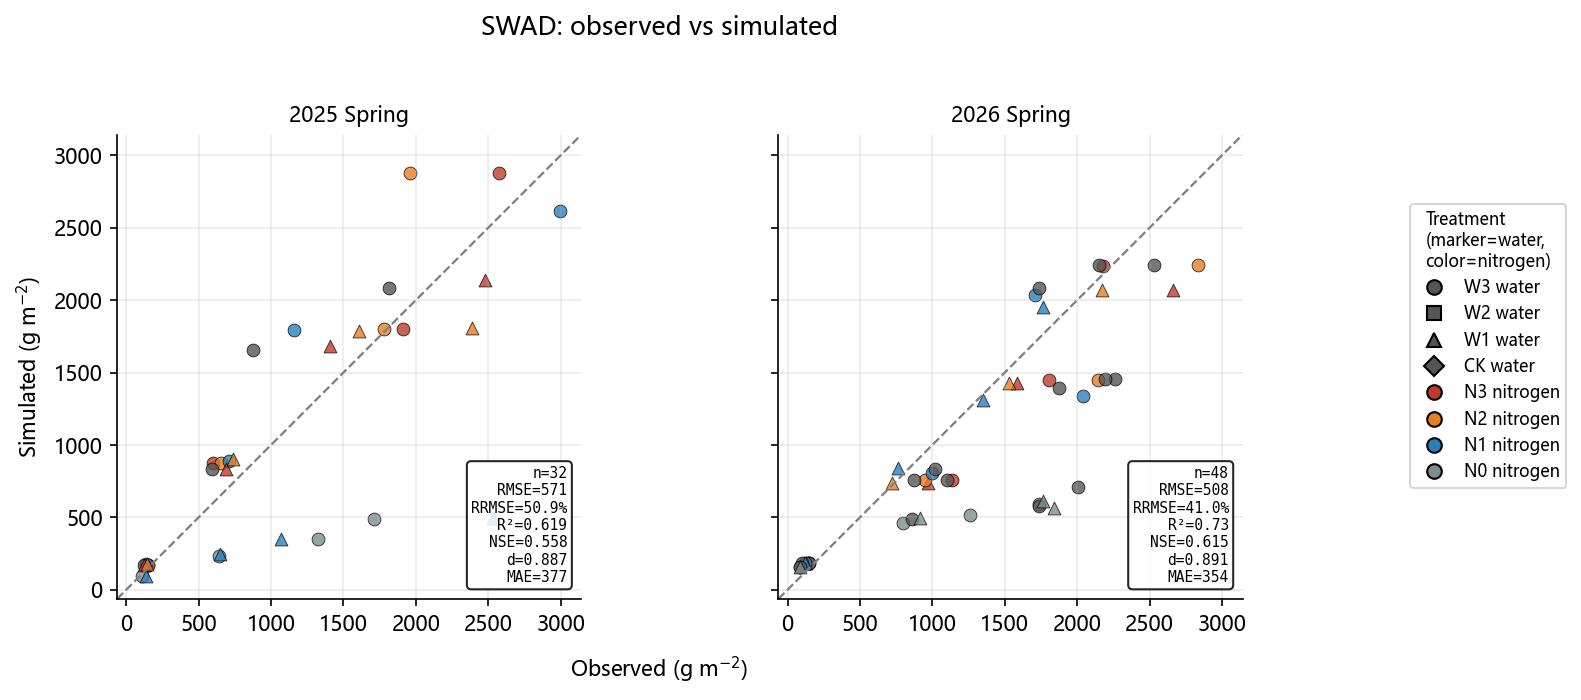 SWAD: observed vs simulated
2025 Spring
2026 Spring
Simulated (g m⁻²)
3000
2500
2000
1500
1000
500
0
0 500 1000 1500 2000 2500 3000
n=32
RMSE=571
RRMSE=50.9%
R²=0.619
NSE=0.558
d=0.887
MAE=377
0 500 1000 1500 2000 2500 3000
n=48
RMSE=508
RRMSE=41.0%
R²=0.73
NSE=0.615
d=0.891
MAE=354
Observed (g m⁻²)
Treatment
(marker=water,
color=nitrogen)
W3 water
W2 water
W1 water
CK water
N3 nitrogen
N2 nitrogen
N1 nitrogen
N0 nitrogen